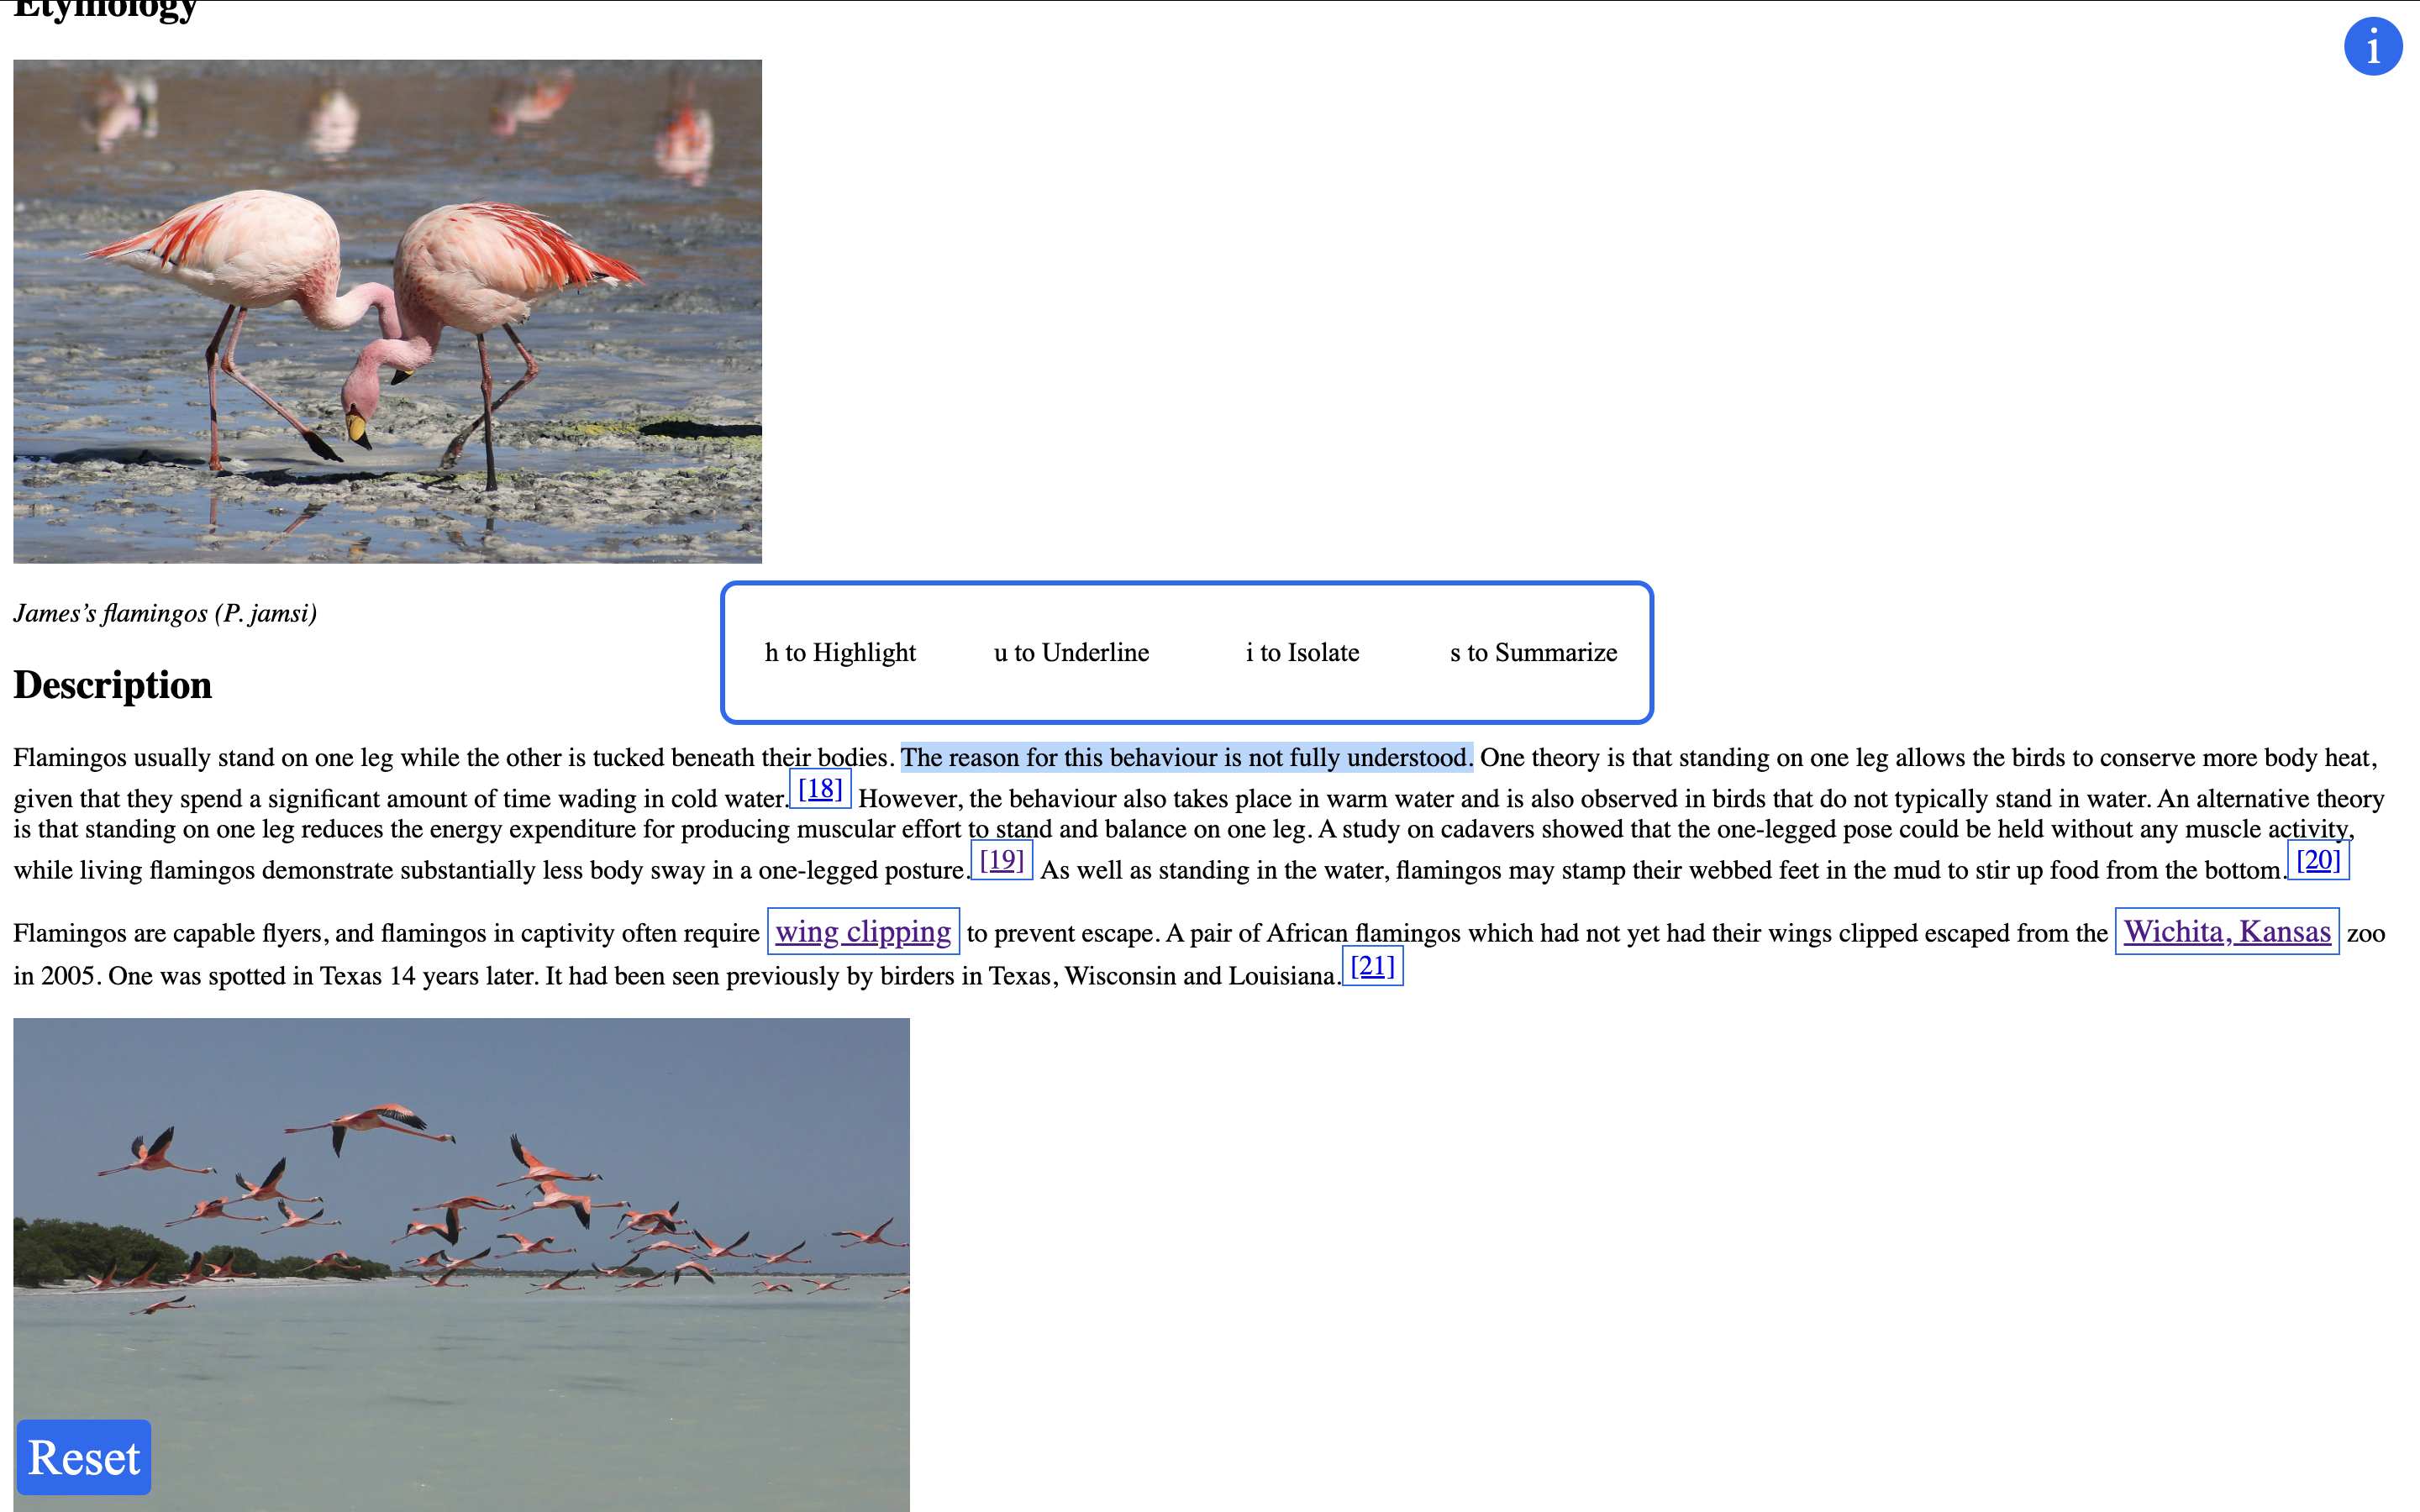 Etymology
i
James’s flamingos (P. jamsi)
h to Highlight u to Underline i to Isolate s to Summarize
Description
Flamingos usually stand on one leg while the other is tucked beneath their bodies. The reason for this behaviour is not fully understood. One theory is that standing on one leg allows the birds to conserve more body heat,
given that they spend a significant amount of time wading in cold water.[18] However, the behaviour also takes place in warm water and is also observed in birds that do not typically stand in water. An alternative theory
is that standing on one leg reduces the energy expenditure for producing muscular effort to stand and balance on one leg. A study on cadavers showed that the one-legged pose could be held without any muscle activity,
while living flamingos demonstrate substantially less body sway in a one-legged posture.[19] As well as standing in the water, flamingos may stamp their webbed feet in the mud to stir up food from the bottom.[20]
Flamingos are capable flyers, and flamingos in captivity often require wing clipping to prevent escape. A pair of African flamingos which had not yet had their wings clipped escaped from the Wichita, Kansas zoo
in 2005. One was spotted in Texas 14 years later. It had been seen previously by birders in Texas, Wisconsin and Louisiana.[21]
Reset